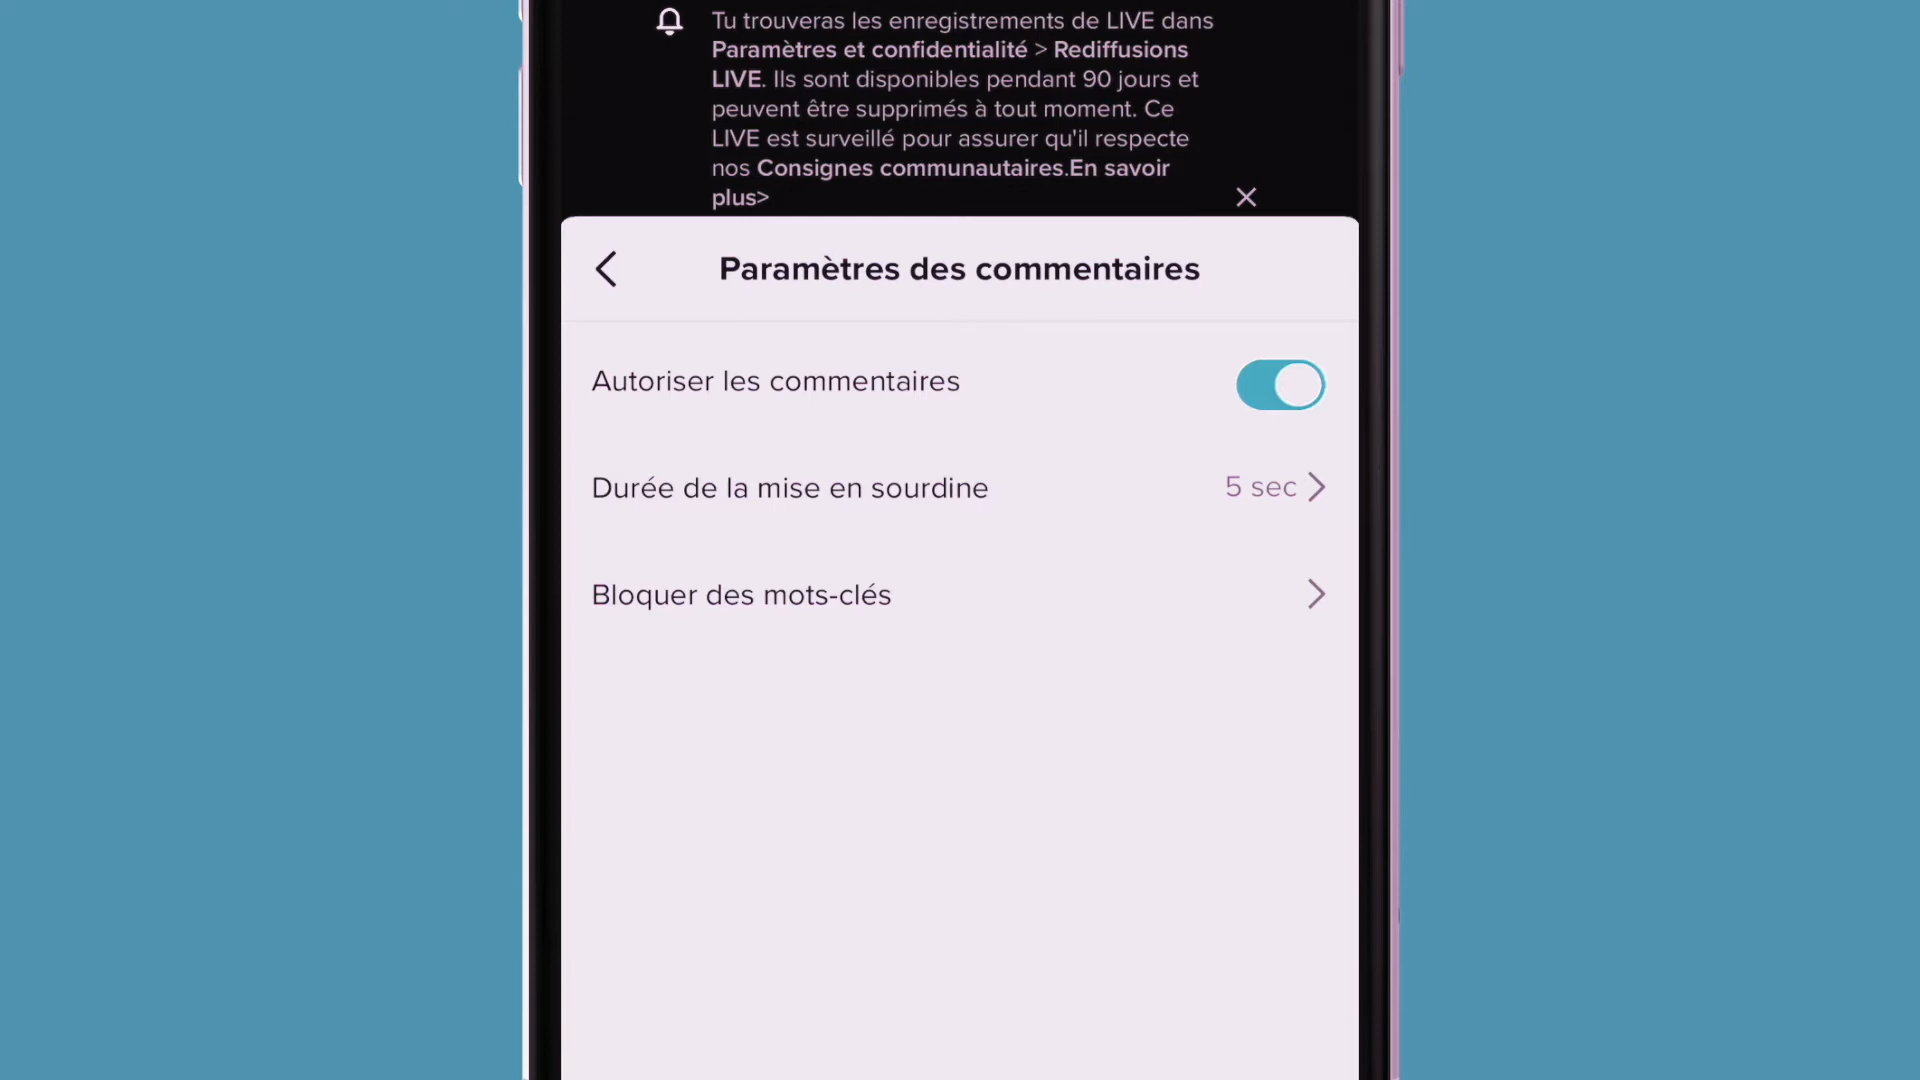 Tu trouveras les enregistrements de LIVE dans
Paramètres et confidentialité > Rediffusions
LIVE. Ils sont disponibles pendant 90 jours et
peuvent être supprimés à tout moment. Ce
LIVE est surveillé pour assurer qu'il respecte
nos Consignes communautaires.En savoir
plus>
Paramètres des commentaires
Autoriser les commentaires
Durée de la mise en sourdine 5 sec
Bloquer des mots-clés